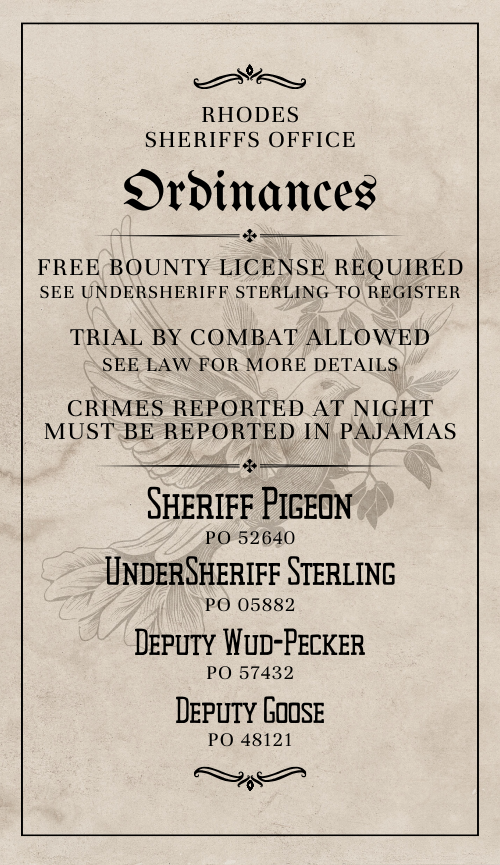 RHODES
SHERIFFS OFFICE
Ordinances
FREE BOUNTY LICENSE REQUIRED
SEE UNDERSHERIFF STERLING TO REGISTER
TRIAL BY COMBAT ALLOWED
SEE LAW FOR MORE DETAILS
CRIMES REPORTED AT NIGHT
MUST BE REPORTED IN PAJAMAS
SHERIFF PIGEON
PO 52640
UNDERSHERIFF STERLING
PO 05882
DEPUTY WUD-PECKER
PO 57432
DEPUTY GOOSE
PO 48121